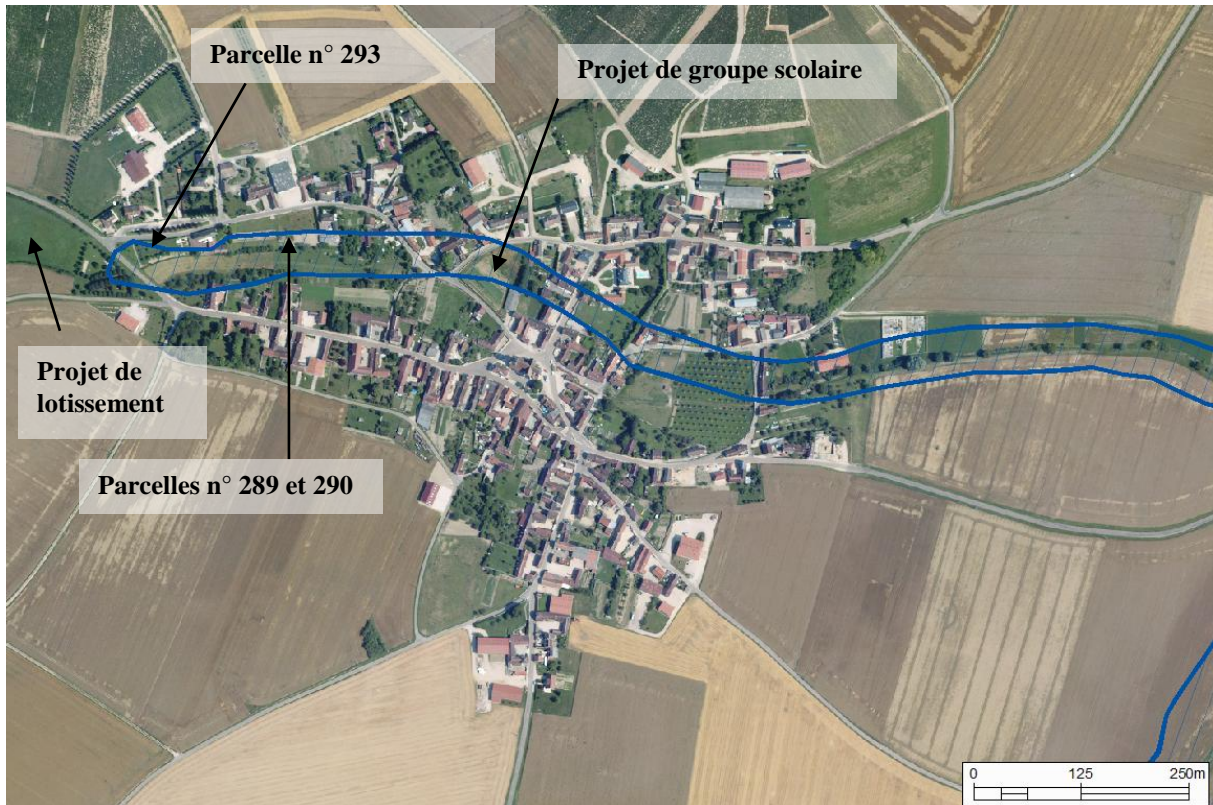 Parcelle n° 293
Projet de groupe scolaire
Projet de
lotissement
Parcelles n° 289 et 290
0 125 250m